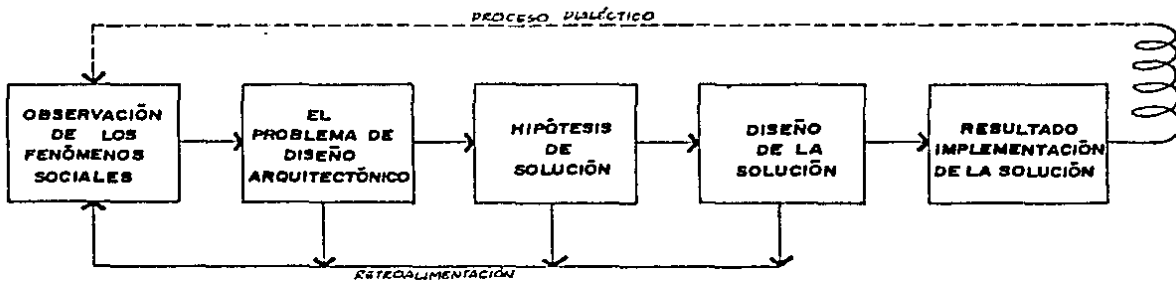 PROCESO DIALÉCTICO
OBSERVACIÓN
DE LOS
FENÓMENOS
SOCIALES
EL
PROBLEMA DE
DISEÑO
ARQUITECTÓNICO
HIPÓTESIS
DE
SOLUCIÓN
DISEÑO
DE LA
SOLUCIÓN
RESULTADO
IMPLEMENTACIÓN
DE LA SOLUCIÓN
RETROALIMENTACIÓN